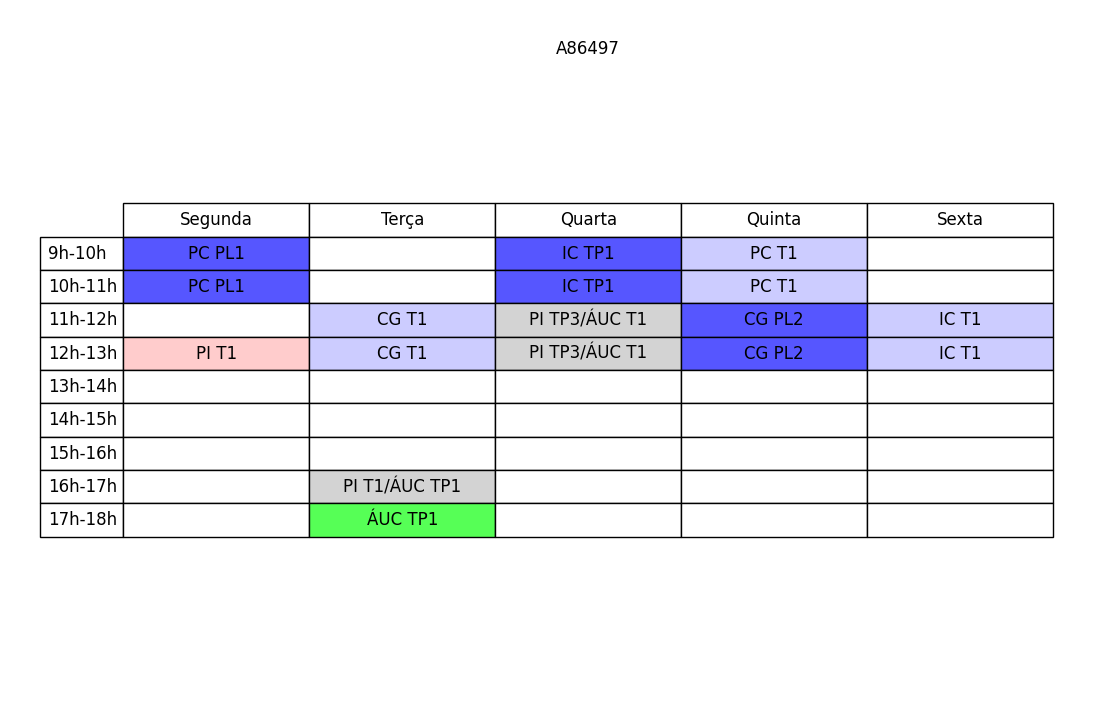 A86497
Segunda Terça Quarta Quinta Sexta
9h-10h PC PL1 IC TP1 PC T1
10h-11h PC PL1 IC TP1 PC T1
11h-12h CG T1 PI TP3/ÁUC T1 CG PL2 IC T1
12h-13h PI T1 CG T1 PI TP3/ÁUC T1 CG PL2 IC T1
13h-14h
14h-15h
15h-16h
16h-17h PI T1/ÁUC TP1
17h-18h ÁUC TP1